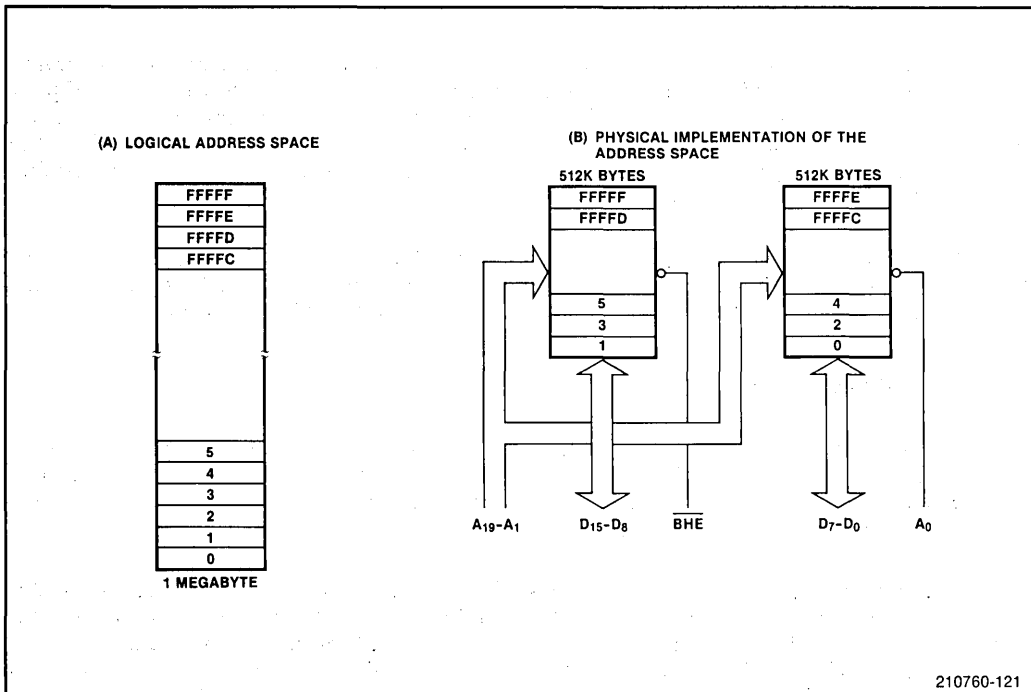 (A) LOGICAL ADDRESS SPACE
FFFFF
FFFFE
FFFFD
FFFFC
5
4
3
2
1
0
1 MEGABYTE
(B) PHYSICAL IMPLEMENTATION OF THE
ADDRESS SPACE
512K BYTES
FFFFF
FFFFD
5
3
1
512K BYTES
FFFFE
FFFFC
4
2
0
A19-A1
D15-D8
B̅H̅E̅
D7-D0
A0
210760-121